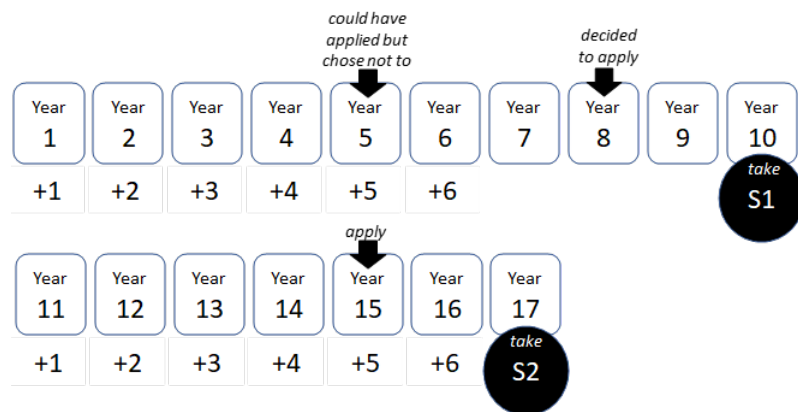 could have
applied but
chose not to
decided
to apply
Year Year Year Year Year Year Year Year Year Year
1 2 3 4 5 6 7 8 9 10
+1 +2 +3 +4 +5 +6
take
S1
apply
Year Year Year Year Year Year Year
11 12 13 14 15 16 17
+1 +2 +3 +4 +5 +6
take
S2